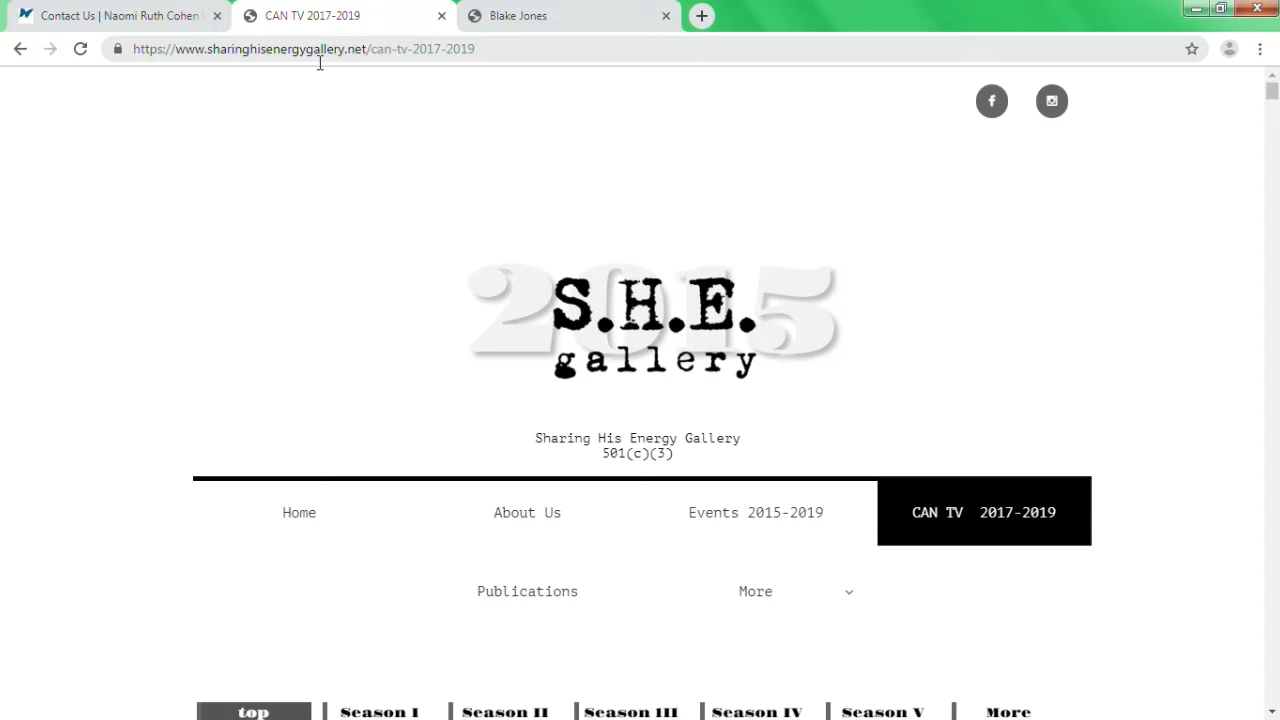 Contact Us | Naomi Ruth Cohen
CAN TV 2017-2019
Blake Jones
https://www.sharinghisenergygallery.net/can-tv-2017-2019
2015
S.H.E.
gallery
Sharing His Energy Gallery
501(c)(3)
Home
About Us
Events 2015-2019
CAN TV 2017-2019
Publications
More
top
Season I
Season II
Season 1II
Season IV
Season V
More